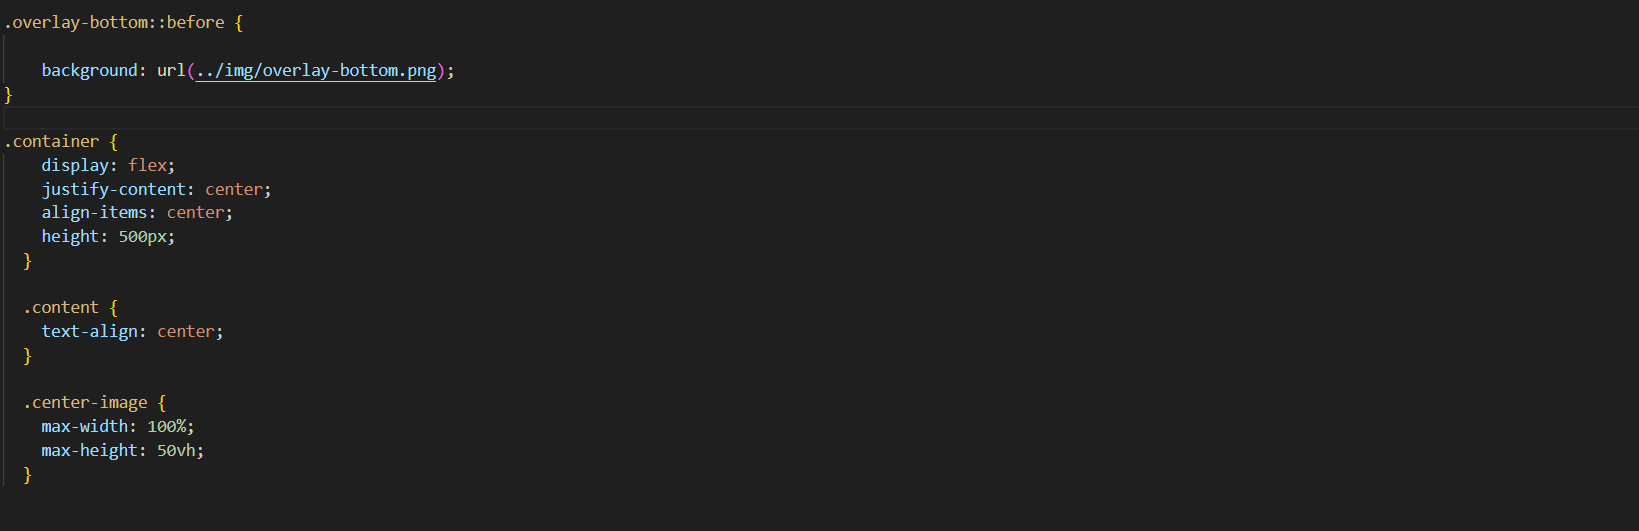 .overlay-bottom::before {
background: url(../img/overlay-bottom.png);
}
.container {
display: flex;
justify-content: center;
align-items: center;
height: 500px;
}
.content {
text-align: center;
}
.center-image {
max-width: 100%;
max-height: 50vh;
}